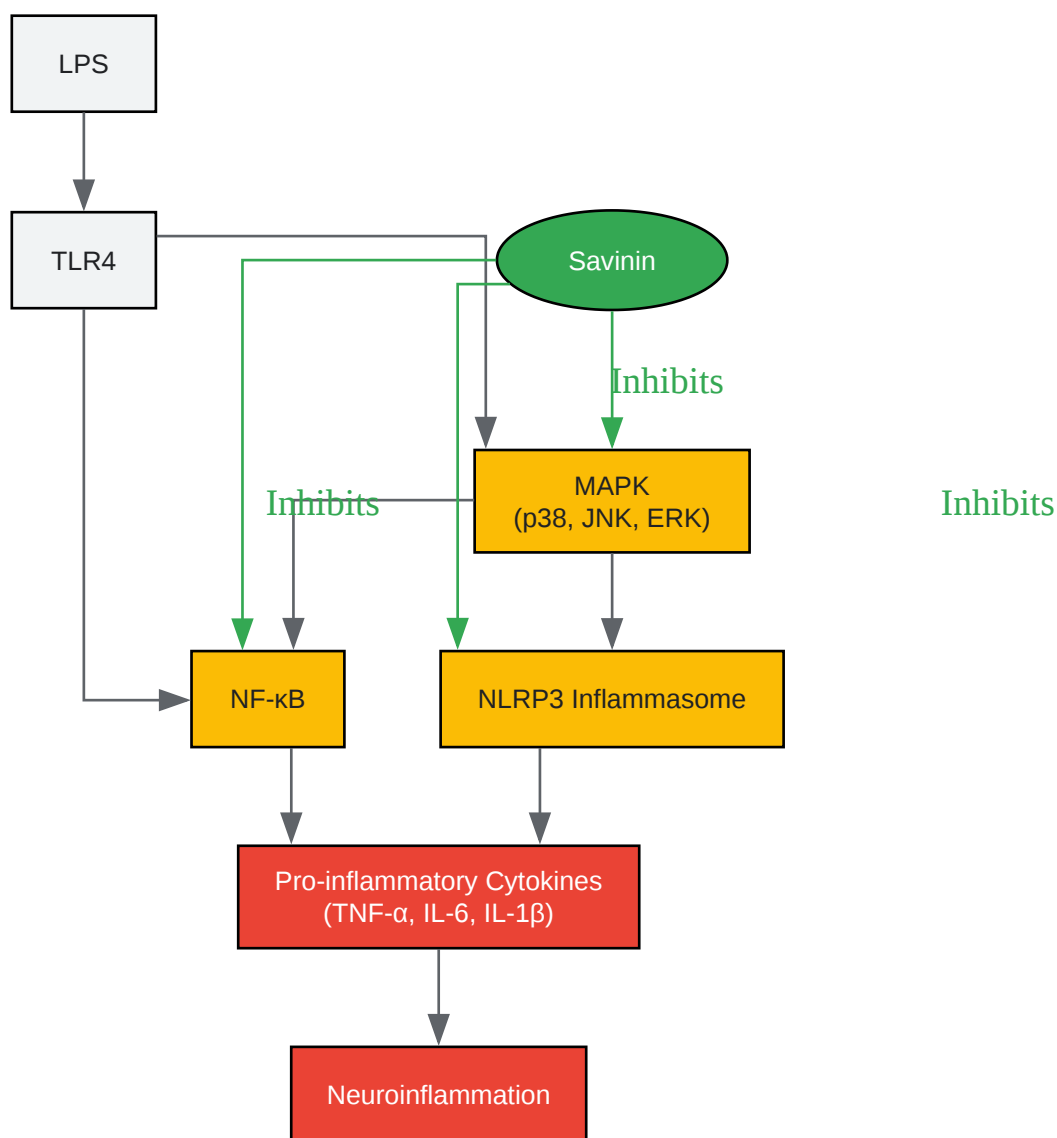 LPS
TLR4
Savinin
Inhibits
MAPK
(p38, JNK, ERK)
Inhibits
Inhibits
NF-κB
NLRP3 Inflammasome
Pro-inflammatory Cytokines
(TNF-α, IL-6, IL-1β)
Neuroinflammation